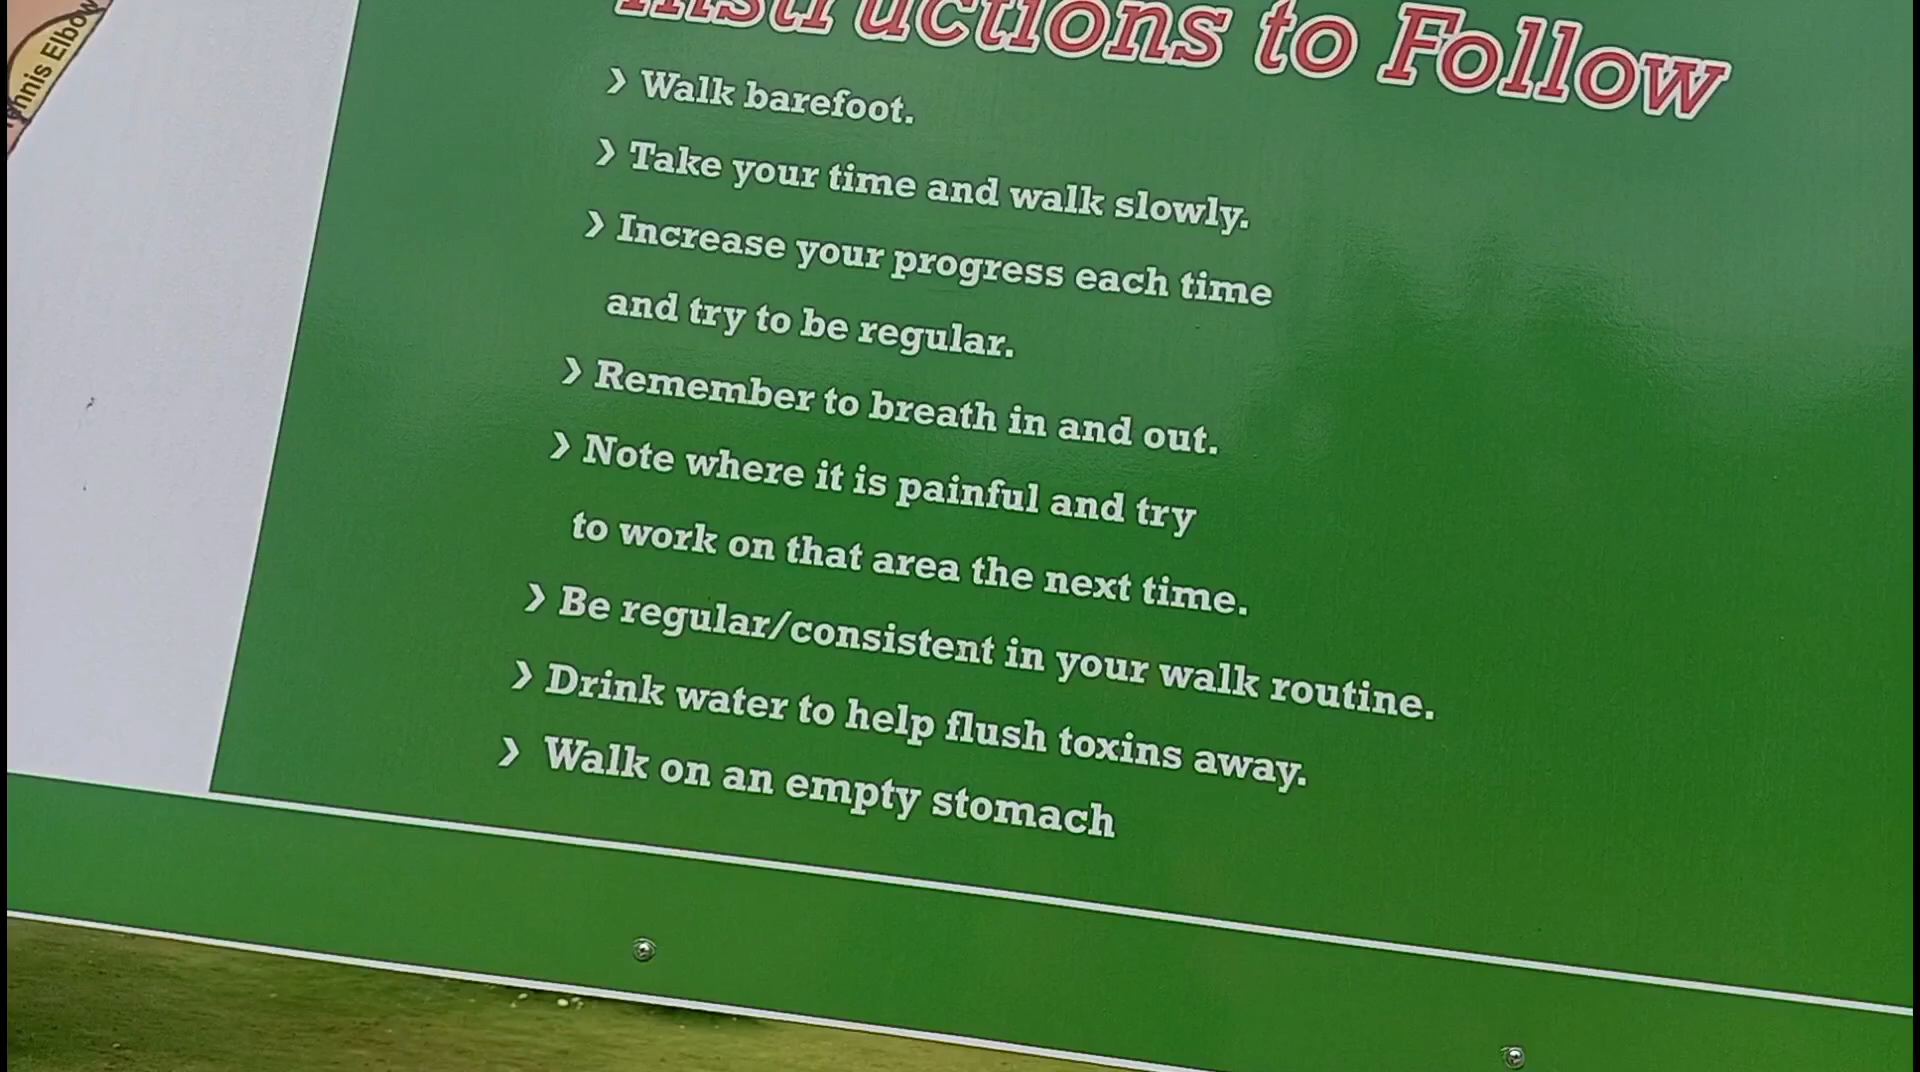 Instructions to Follow
› Walk barefoot.
› Take your time and walk slowly.
› Increase your progress each time
and try to be regular.
› Remember to breath in and out.
› Note where it is painful and try
to work on that area the next time.
› Be regular/consistent in your walk routine.
› Drink water to help flush toxins away.
› Walk on an empty stomach
Elbow